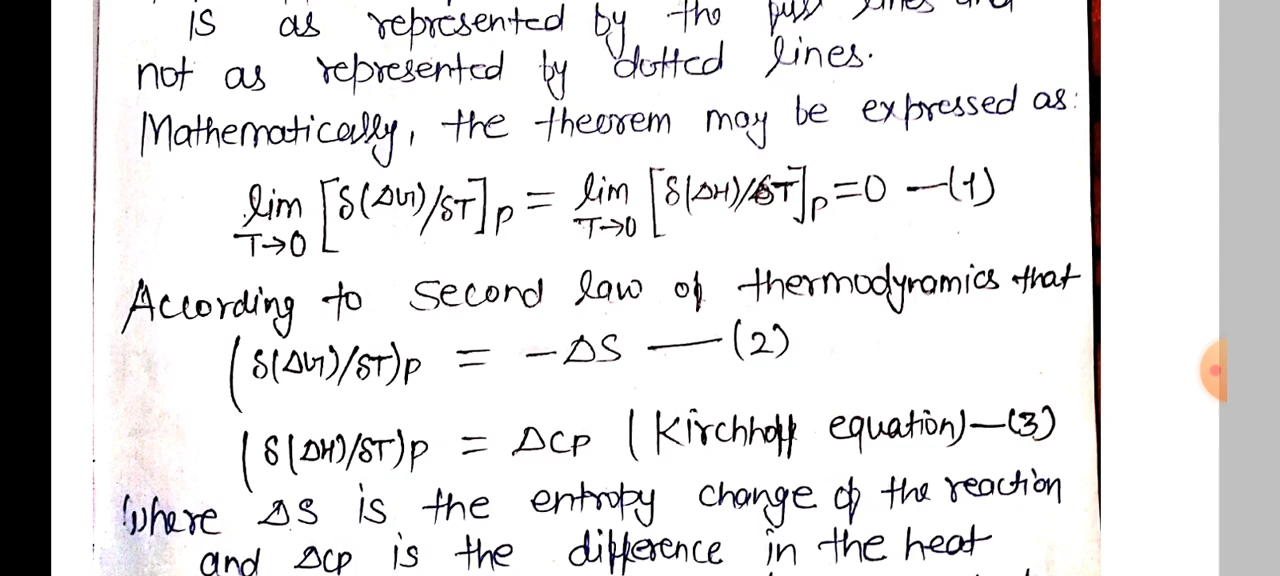 is as represented by the full lines and
not as represented by dotted lines.
Mathematically, the theorem may be expressed as:
lim T→0 [δ(ΔG)/δT]P = lim T→0 [δ(ΔH)/δT]P = 0 —(1)
According to second law of thermodynamics that
(δ(ΔG)/δT)P = -ΔS —(2)
(δ(ΔH)/δT)P = ΔCP (Kirchhoff equation)—(3)
Where ΔS is the entropy change of the reaction
and ΔCP is the difference in the heat